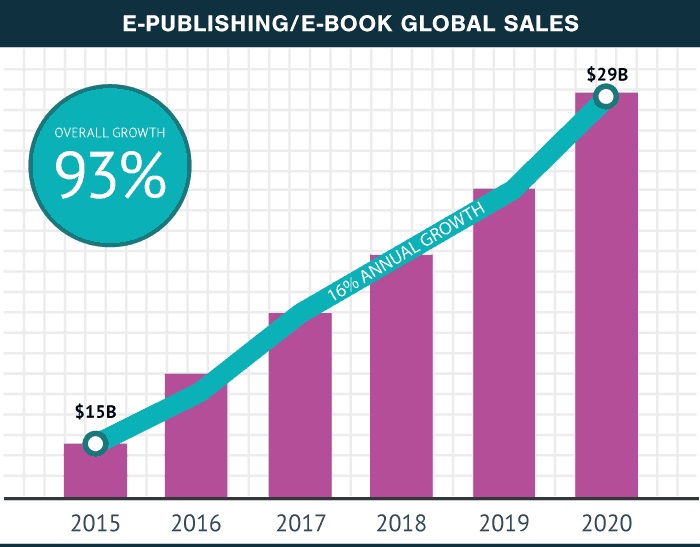 E-PUBLISHING/E-BOOK GLOBAL SALES
$29B
OVERALL GROWTH
93%
16% ANNUAL GROWTH
$15B
2015 2016 2017 2018 2019 2020